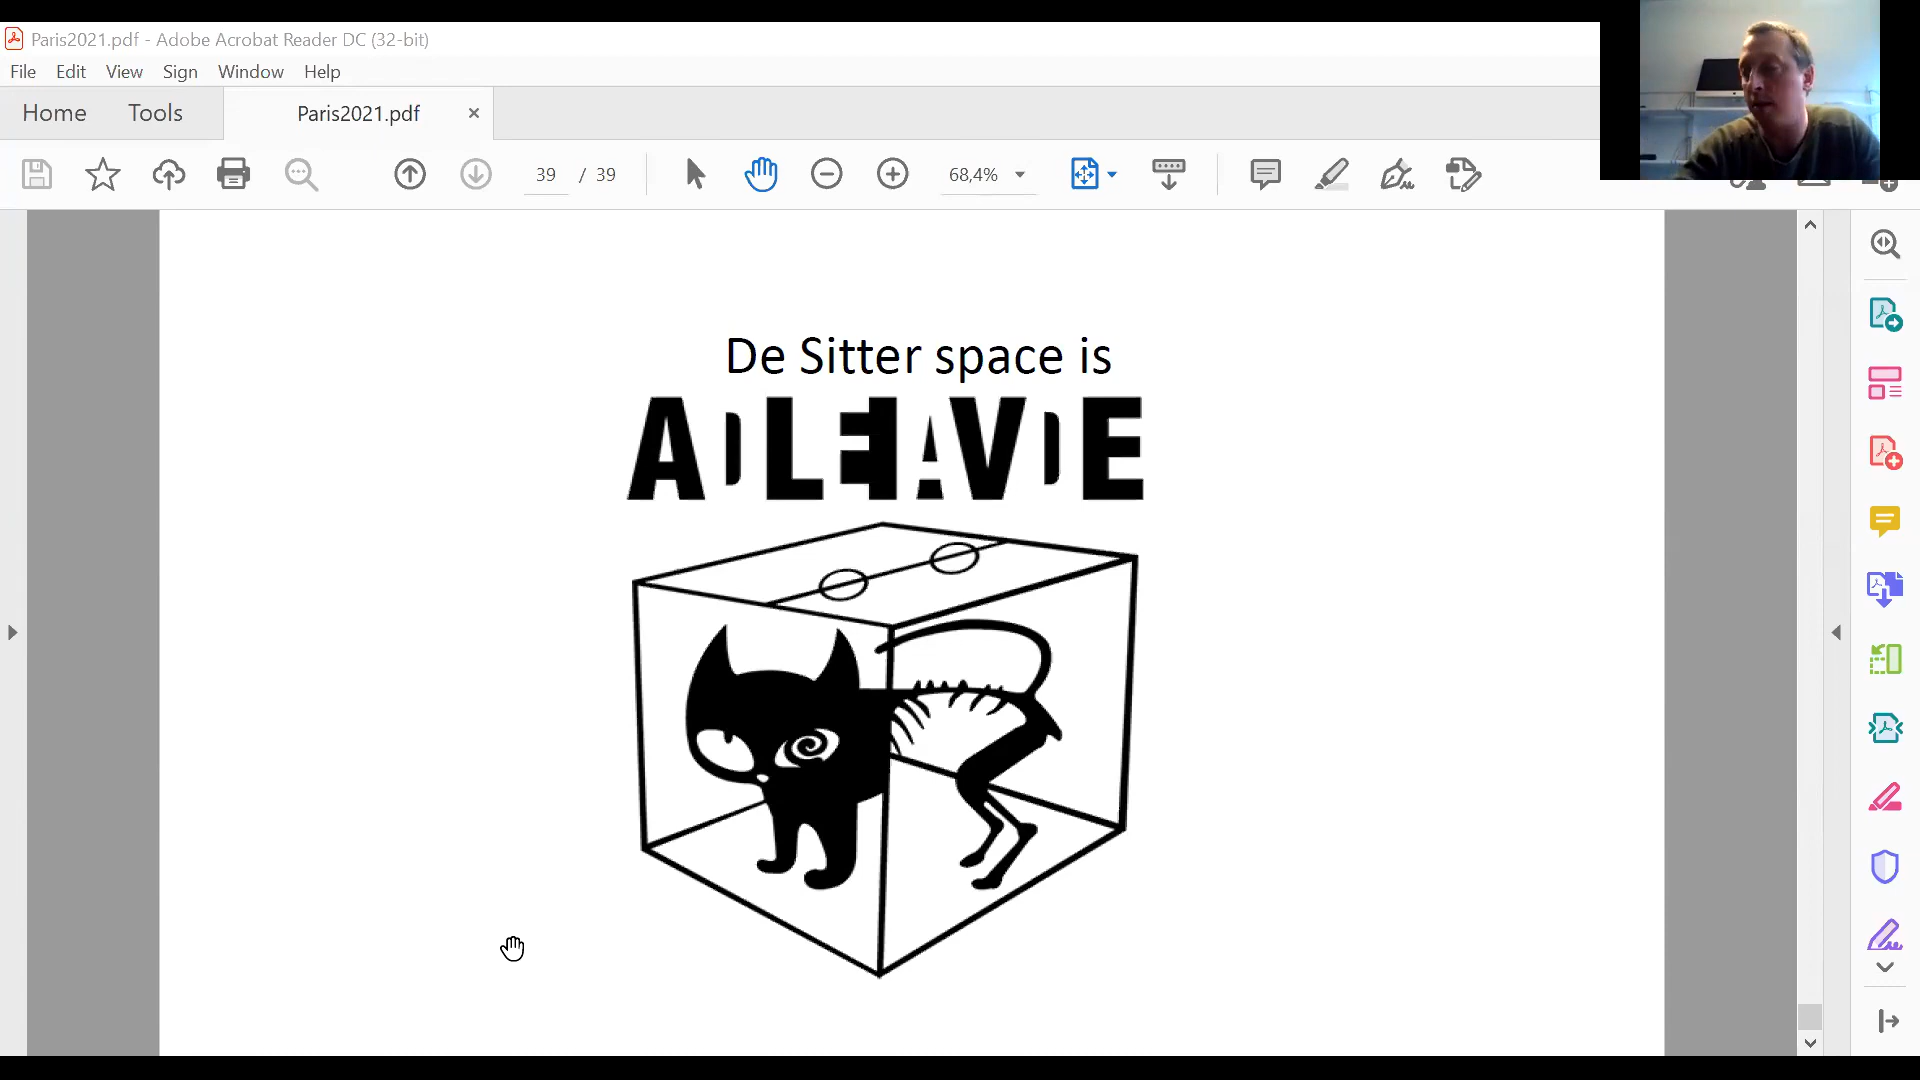 Paris2021.pdf - Adobe Acrobat Reader DC (32-bit)
File Edit View Sign Window Help
Home Tools Paris2021.pdf ×
39 / 39 68,4%
De Sitter space is
ADLEAVDE